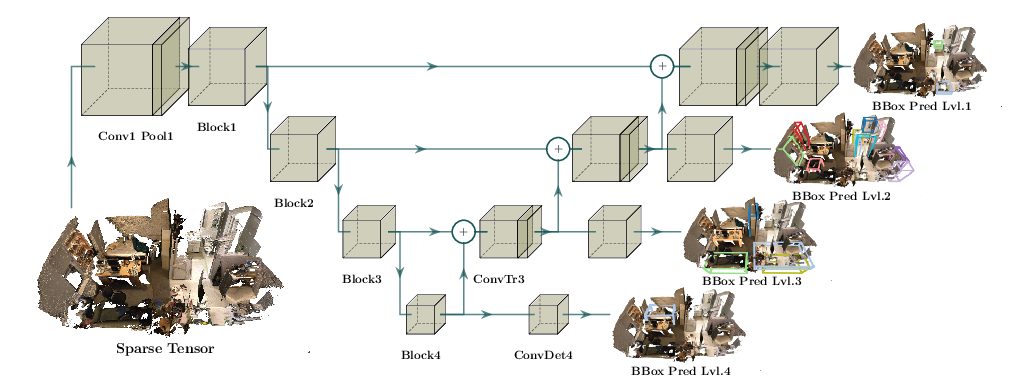 BBox Pred Lvl.1
Conv1 Pool1
Block1
+
BBox Pred Lvl.2
Block2
+
BBox Pred Lvl.3
Block3
+
ConvTr3
Sparse Tensor
Block4
ConvDet4
BBox Pred Lvl.4